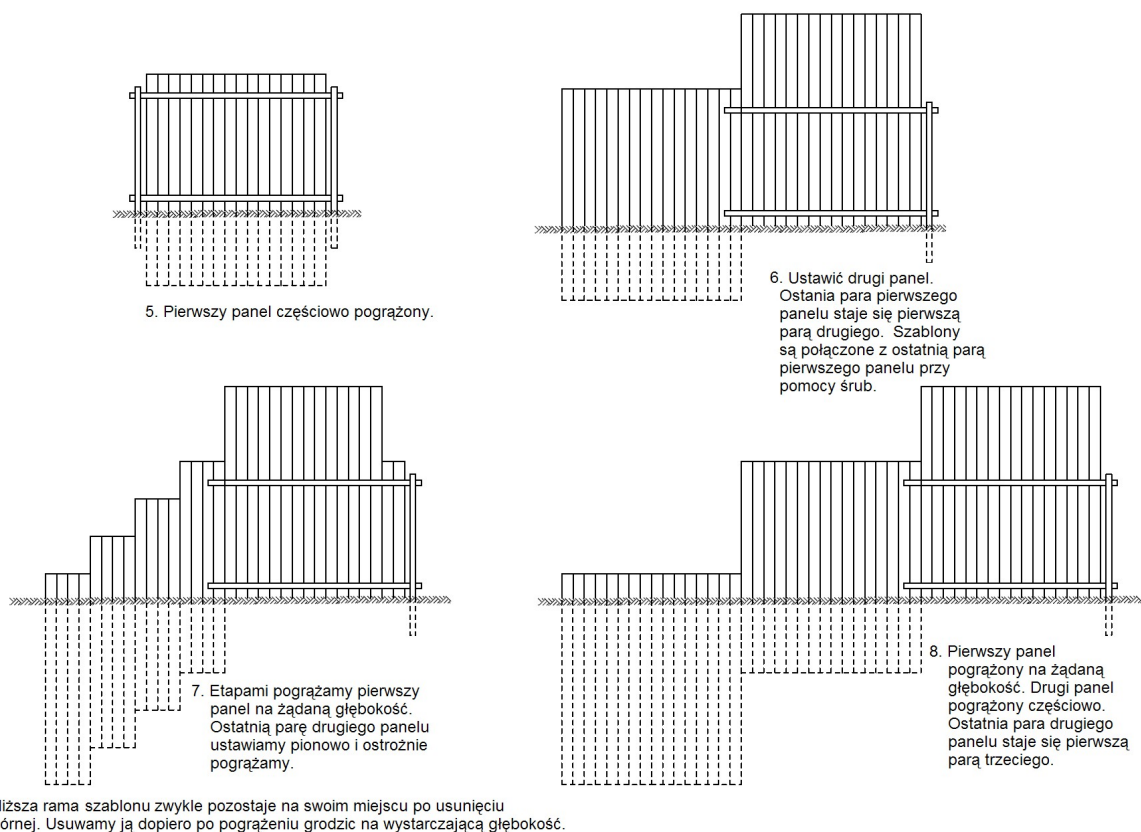 5. Pierwszy panel częściowo pogrążony.
6. Ustawić drugi panel.
Ostania para pierwszego
panelu staje się pierwszą
parą drugiego. Szablony
są połączone z ostatnią parą
pierwszego panelu przy
pomocy śrub.
7. Etapami pogrążamy pierwszy
panel na żądaną głębokość.
Ostatnią parę drugiego panelu
ustawiamy pionowo i ostrożnie
pogrążamy.
8. Pierwszy panel
pogrążony na żądaną
głębokość. Drugi panel
pogrążony częściowo.
Ostatnia para drugiego
panelu staje się pierwszą
parą trzeciego.
liższa rama szablonu zwykle pozostaje na swoim miejscu po usunięciu
órnej. Usuwamy ją dopiero po pogrążeniu grodzic na wystarczającą głębokość.